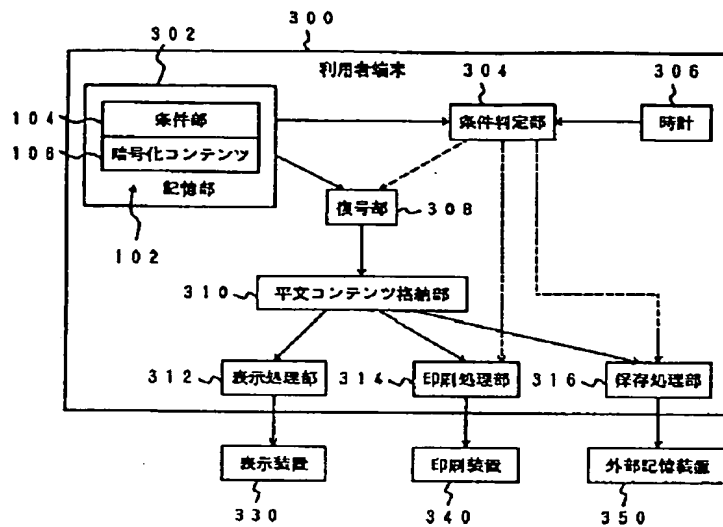 300
302
利用者端末
304
306
104
条件部
条件判定部
時計
106
暗号化コンテンツ
記憶部
復号部
308
102
310
平文コンテンツ格納部
312
表示処理部
314
印刷処理部
316
保存処理部
表示装置
印刷装置
外部記憶装置
330
340
350